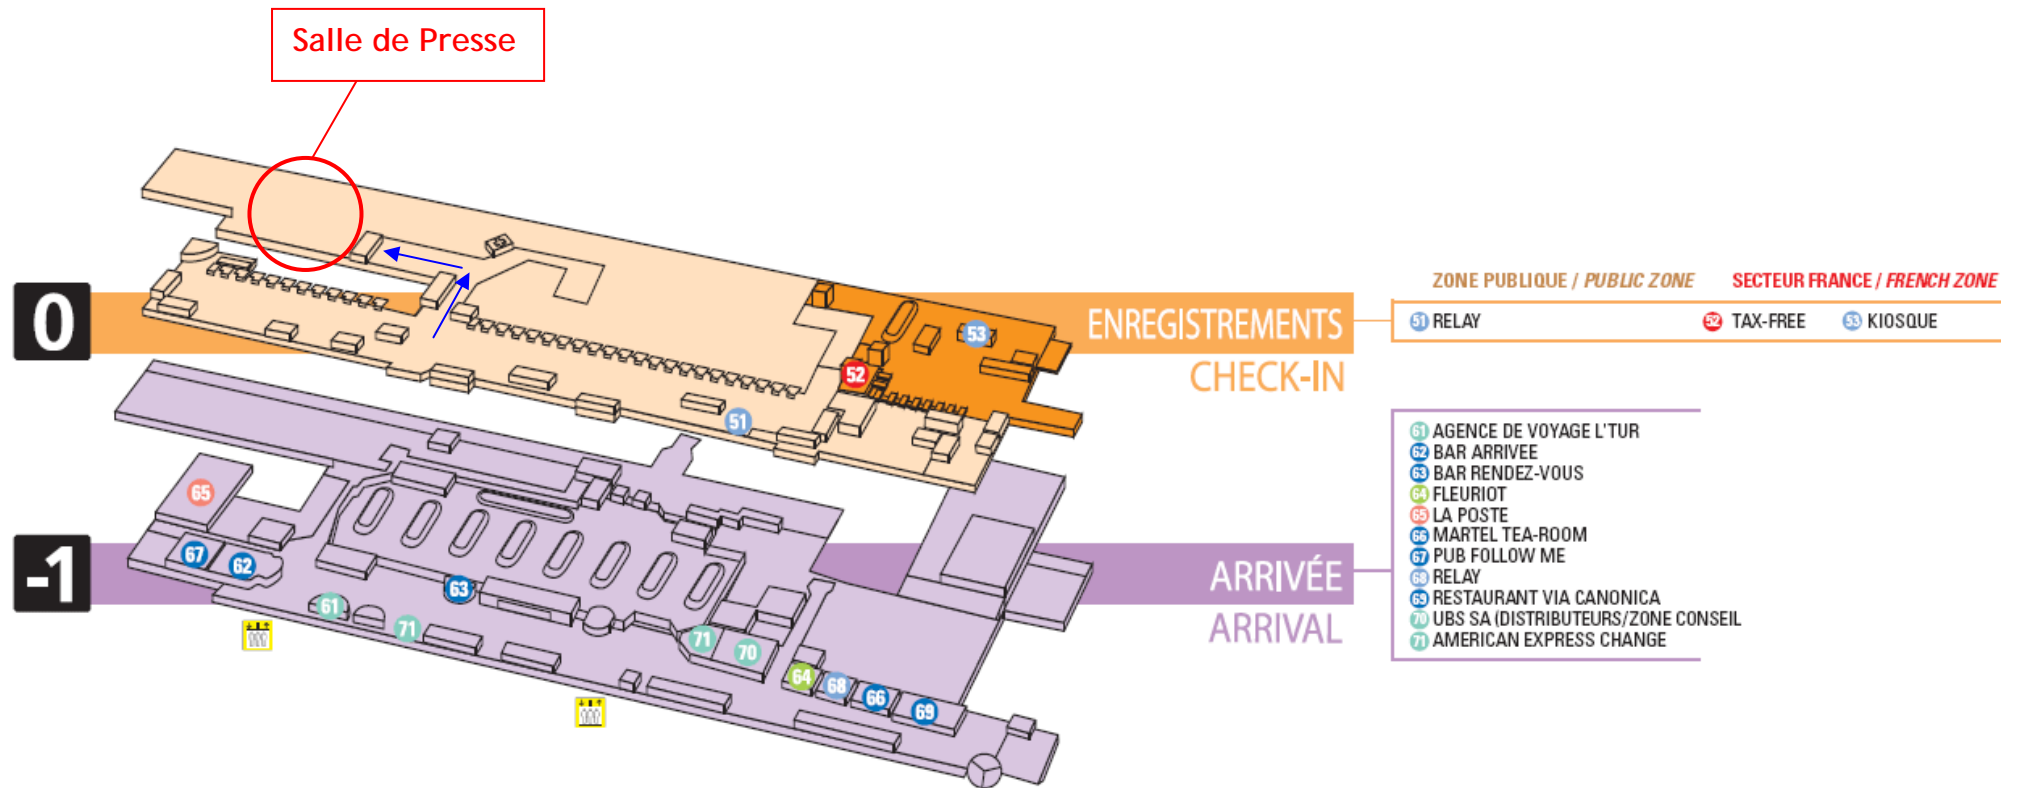 Salle de Presse
0
ENREGISTREMENTS
CHECK-IN
ZONE PUBLIQUE / PUBLIC ZONE
SECTEUR FRANCE / FRENCH ZONE
51 RELAY
52 TAX-FREE
53 KIOSQUE
53
52
51
-1
ARRIVÉE
ARRIVAL
61 AGENCE DE VOYAGE L'TUR
62 BAR ARRIVEE
63 BAR RENDEZ-VOUS
64 FLEURIOT
65 LA POSTE
66 MARTEL TEA-ROOM
67 PUB FOLLOW ME
68 RELAY
69 RESTAURANT VIA CANONICA
70 UBS SA (DISTRIBUTEURS/ZONE CONSEIL
71 AMERICAN EXPRESS CHANGE
65
67
62
63
61
71
71
70
64
68
66
69